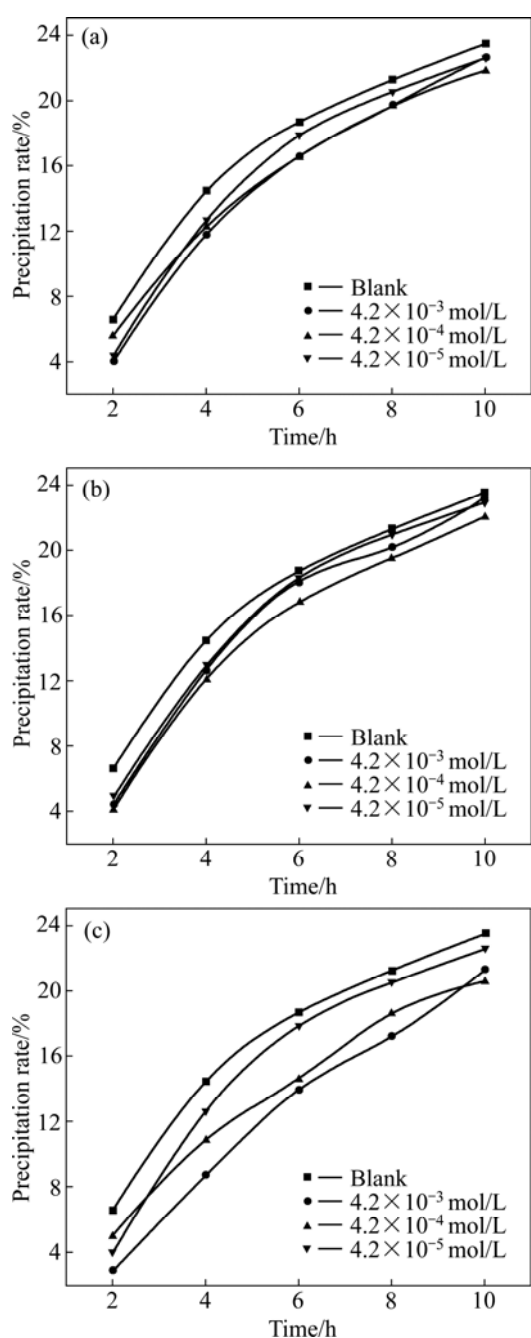 (a)
24
20
16
12
8
4
Precipitation rate/%
Blank
4.2×10⁻³ mol/L
4.2×10⁻⁴ mol/L
4.2×10⁻⁵ mol/L
2 4 6 8 10
Time/h
(b)
24
20
16
12
8
4
Precipitation rate/%
Blank
4.2×10⁻³ mol/L
4.2×10⁻⁴ mol/L
4.2×10⁻⁵ mol/L
2 4 6 8 10
Time/h
(c)
24
20
16
12
8
4
Precipitation rate/%
Blank
4.2×10⁻³ mol/L
4.2×10⁻⁴ mol/L
4.2×10⁻⁵ mol/L
2 4 6 8 10
Time/h